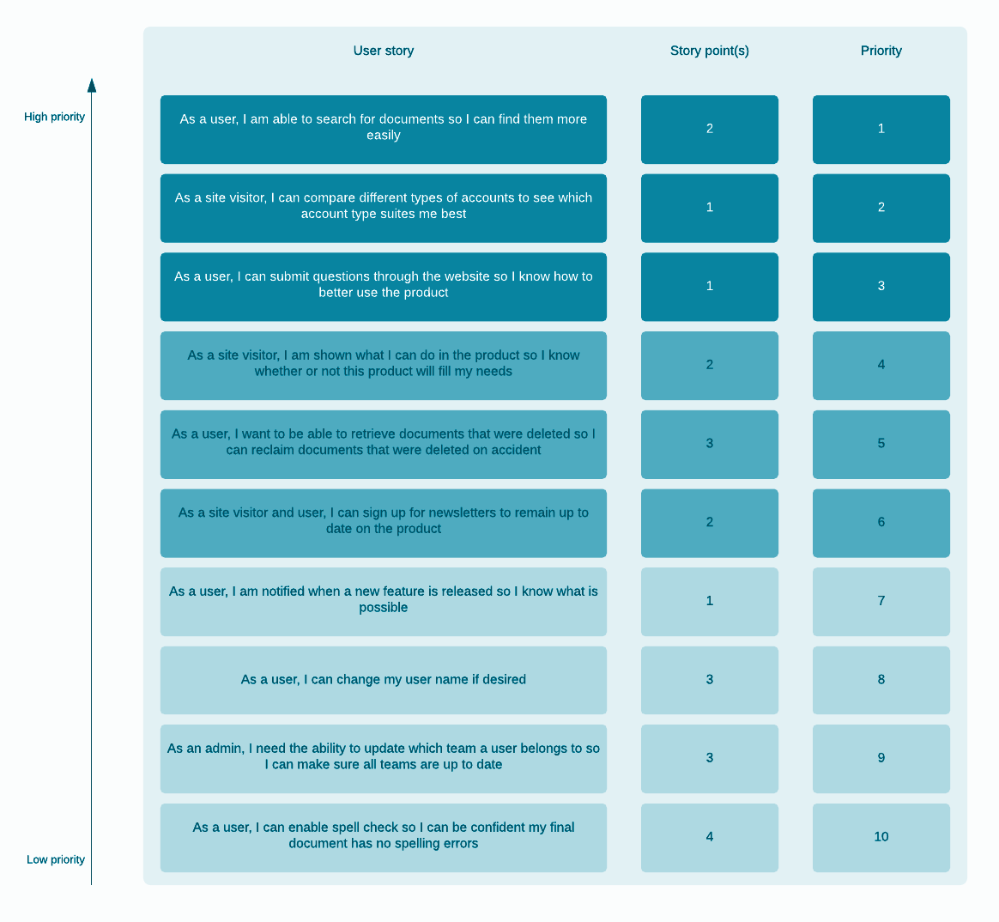 User story
Story point(s)
Priority
High priority
As a user, I am able to search for documents so I can find them more
easily
2
1
As a site visitor, I can compare different types of accounts to see which
account type suites me best
1
2
As a user, I can submit questions through the website so I know how to
better use the product
1
3
As a site visitor, I am shown what I can do in the product so I know
whether or not this product will fill my needs
2
4
As a user, I want to be able to retrieve documents that were deleted so I
can reclaim documents that were deleted on accident
3
5
As a site visitor and user, I can sign up for newsletters to remain up to
date on the product
2
6
As a user, I am notified when a new feature is released so I know what is
possible
1
7
As a user, I can change my user name if desired
3
8
As an admin, I need the ability to update which team a user belongs to so
I can make sure all teams are up to date
3
9
As a user, I can enable spell check so I can be confident my final
document has no spelling errors
4
10
Low priority